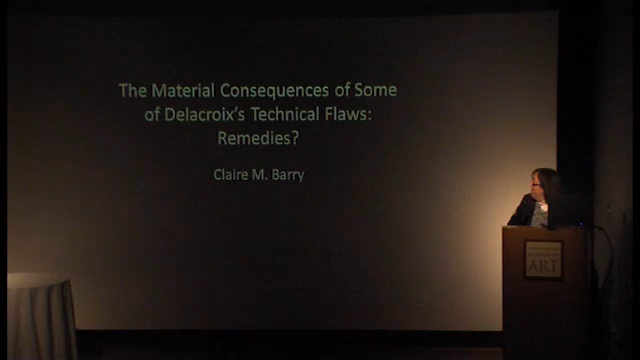 The Material Consequences of Some
of Delacroix's Technical Flaws:
Remedies?
Claire M. Barry
ART